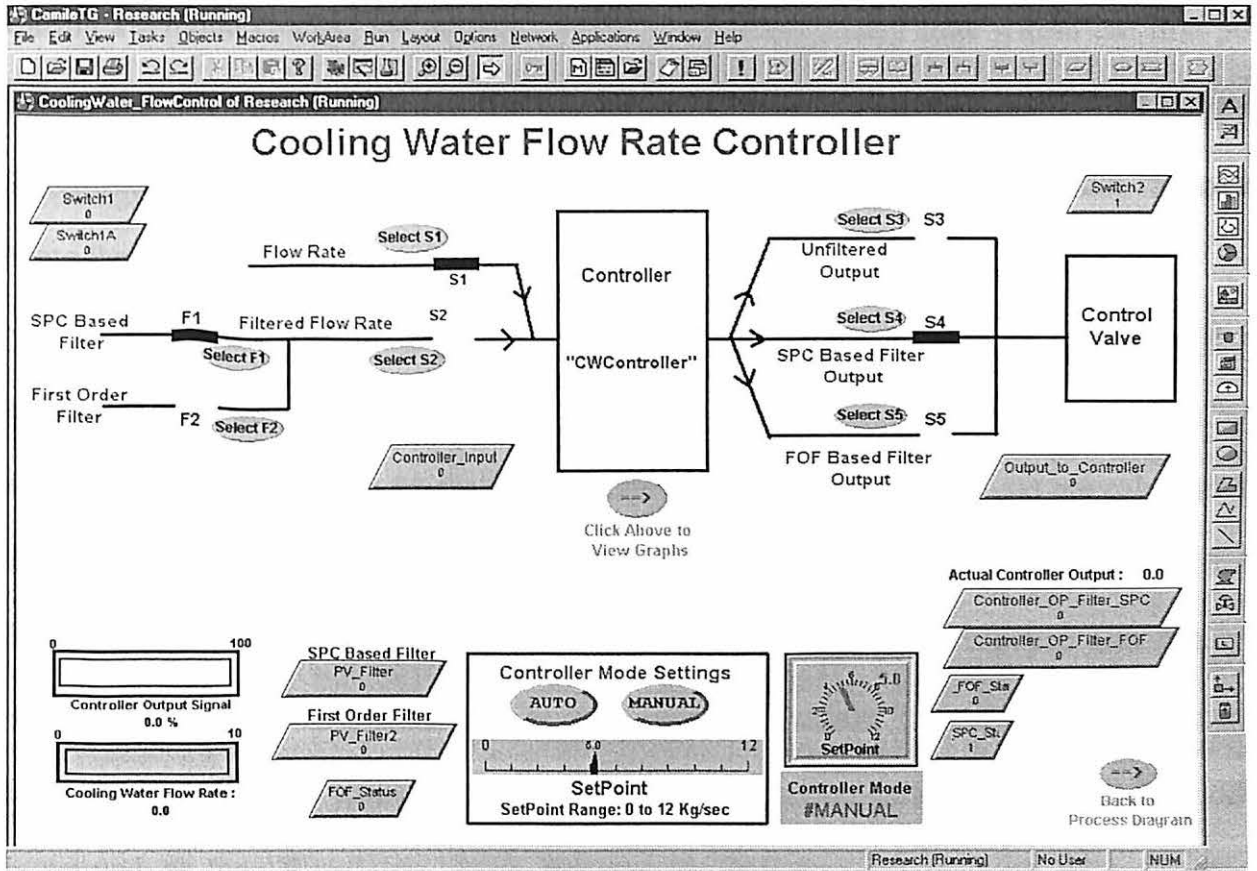 CamileTG - Research (Running)
File Edit View Tasks Objects Macros WorkArea Run Layout Options Network Applications Window Help
CoolingWater_FlowControl of Research (Running)
Cooling Water Flow Rate Controller
Switch1
0
Switch1A
0
Switch2
1
Flow Rate
Select S1
S1
SPC Based
Filter
F1
Select F1
Filtered Flow Rate
S2
Select S2
First Order
Filter
F2
Select F2
Controller_Input
0
Controller
"CWController"
==>
Click Above to
View Graphs
Select S3
S3
Unfiltered
Output
Select S4
S4
SPC Based Filter
Output
Select S5
S5
FOF Based Filter
Output
Control
Valve
Output_to_Controller
0
Actual Controller Output : 0.0
Controller_OP_Filter_SPC
0
Controller_OP_Filter_FOF
0
_FOF_Sta
0
SPC_St
1
0 100
Controller Output Signal
0.0 %
0 10
Cooling Water Flow Rate :
0.0
SPC Based Filter
PV_Filter
0
First Order Filter
PV_Filter2
0
FOF_Status
0
Controller Mode Settings
AUTO MANUAL
0 12
SetPoint
SetPoint Range: 0 to 12 Kg/sec
SetPoint
Controller Mode
#MANUAL
==>
Back to
Process Diagram
Research (Running) No User NUM